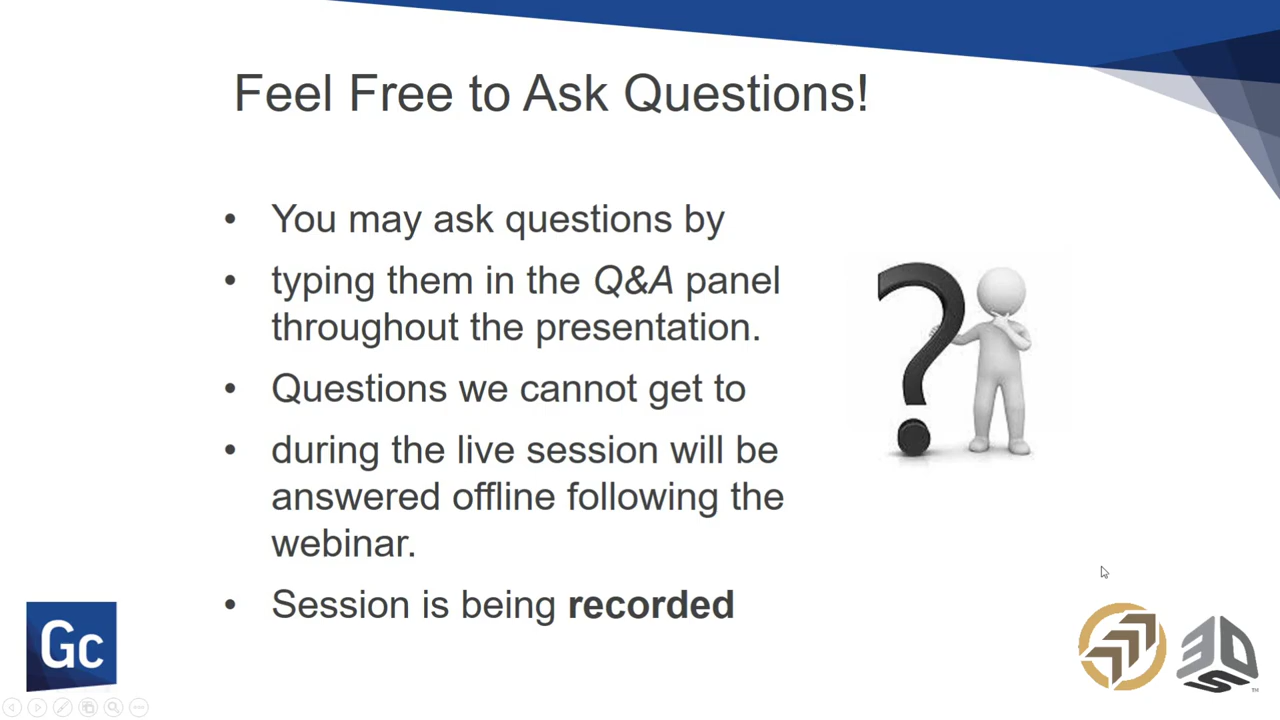 Feel Free to Ask Questions!
• You may ask questions by
• typing them in the Q&A panel
throughout the presentation.
• Questions we cannot get to
• during the live session will be
answered offline following the
webinar.
• Session is being recorded
Gc
3DS
TM